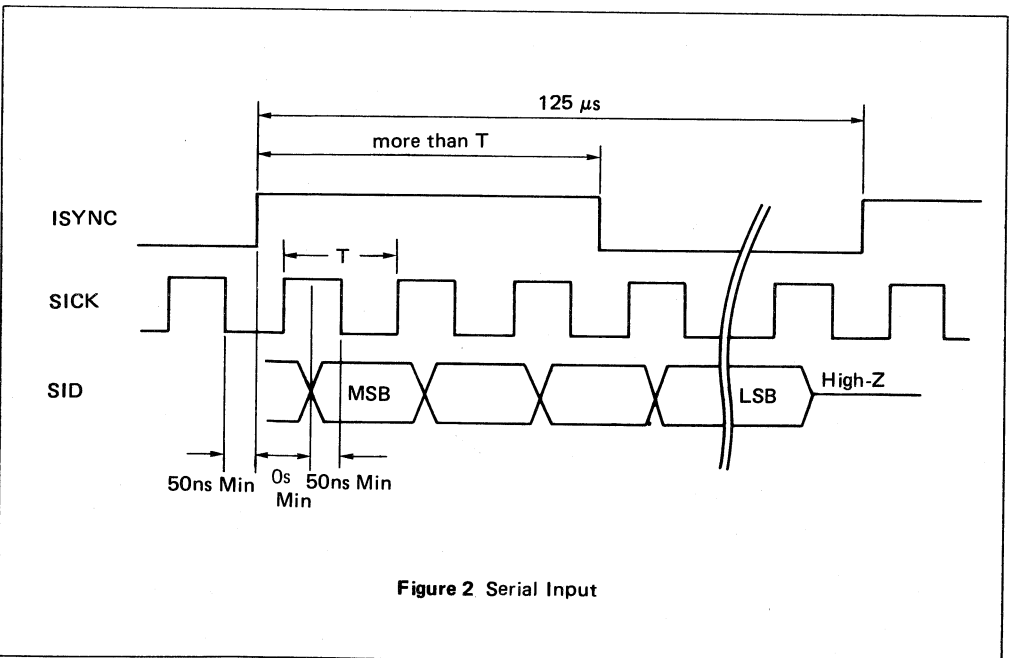 125 μs
more than T
ISYNC
T
SICK
SID
MSB
LSB
High-Z
50ns Min
0s Min
50ns Min
Figure 2 Serial Input